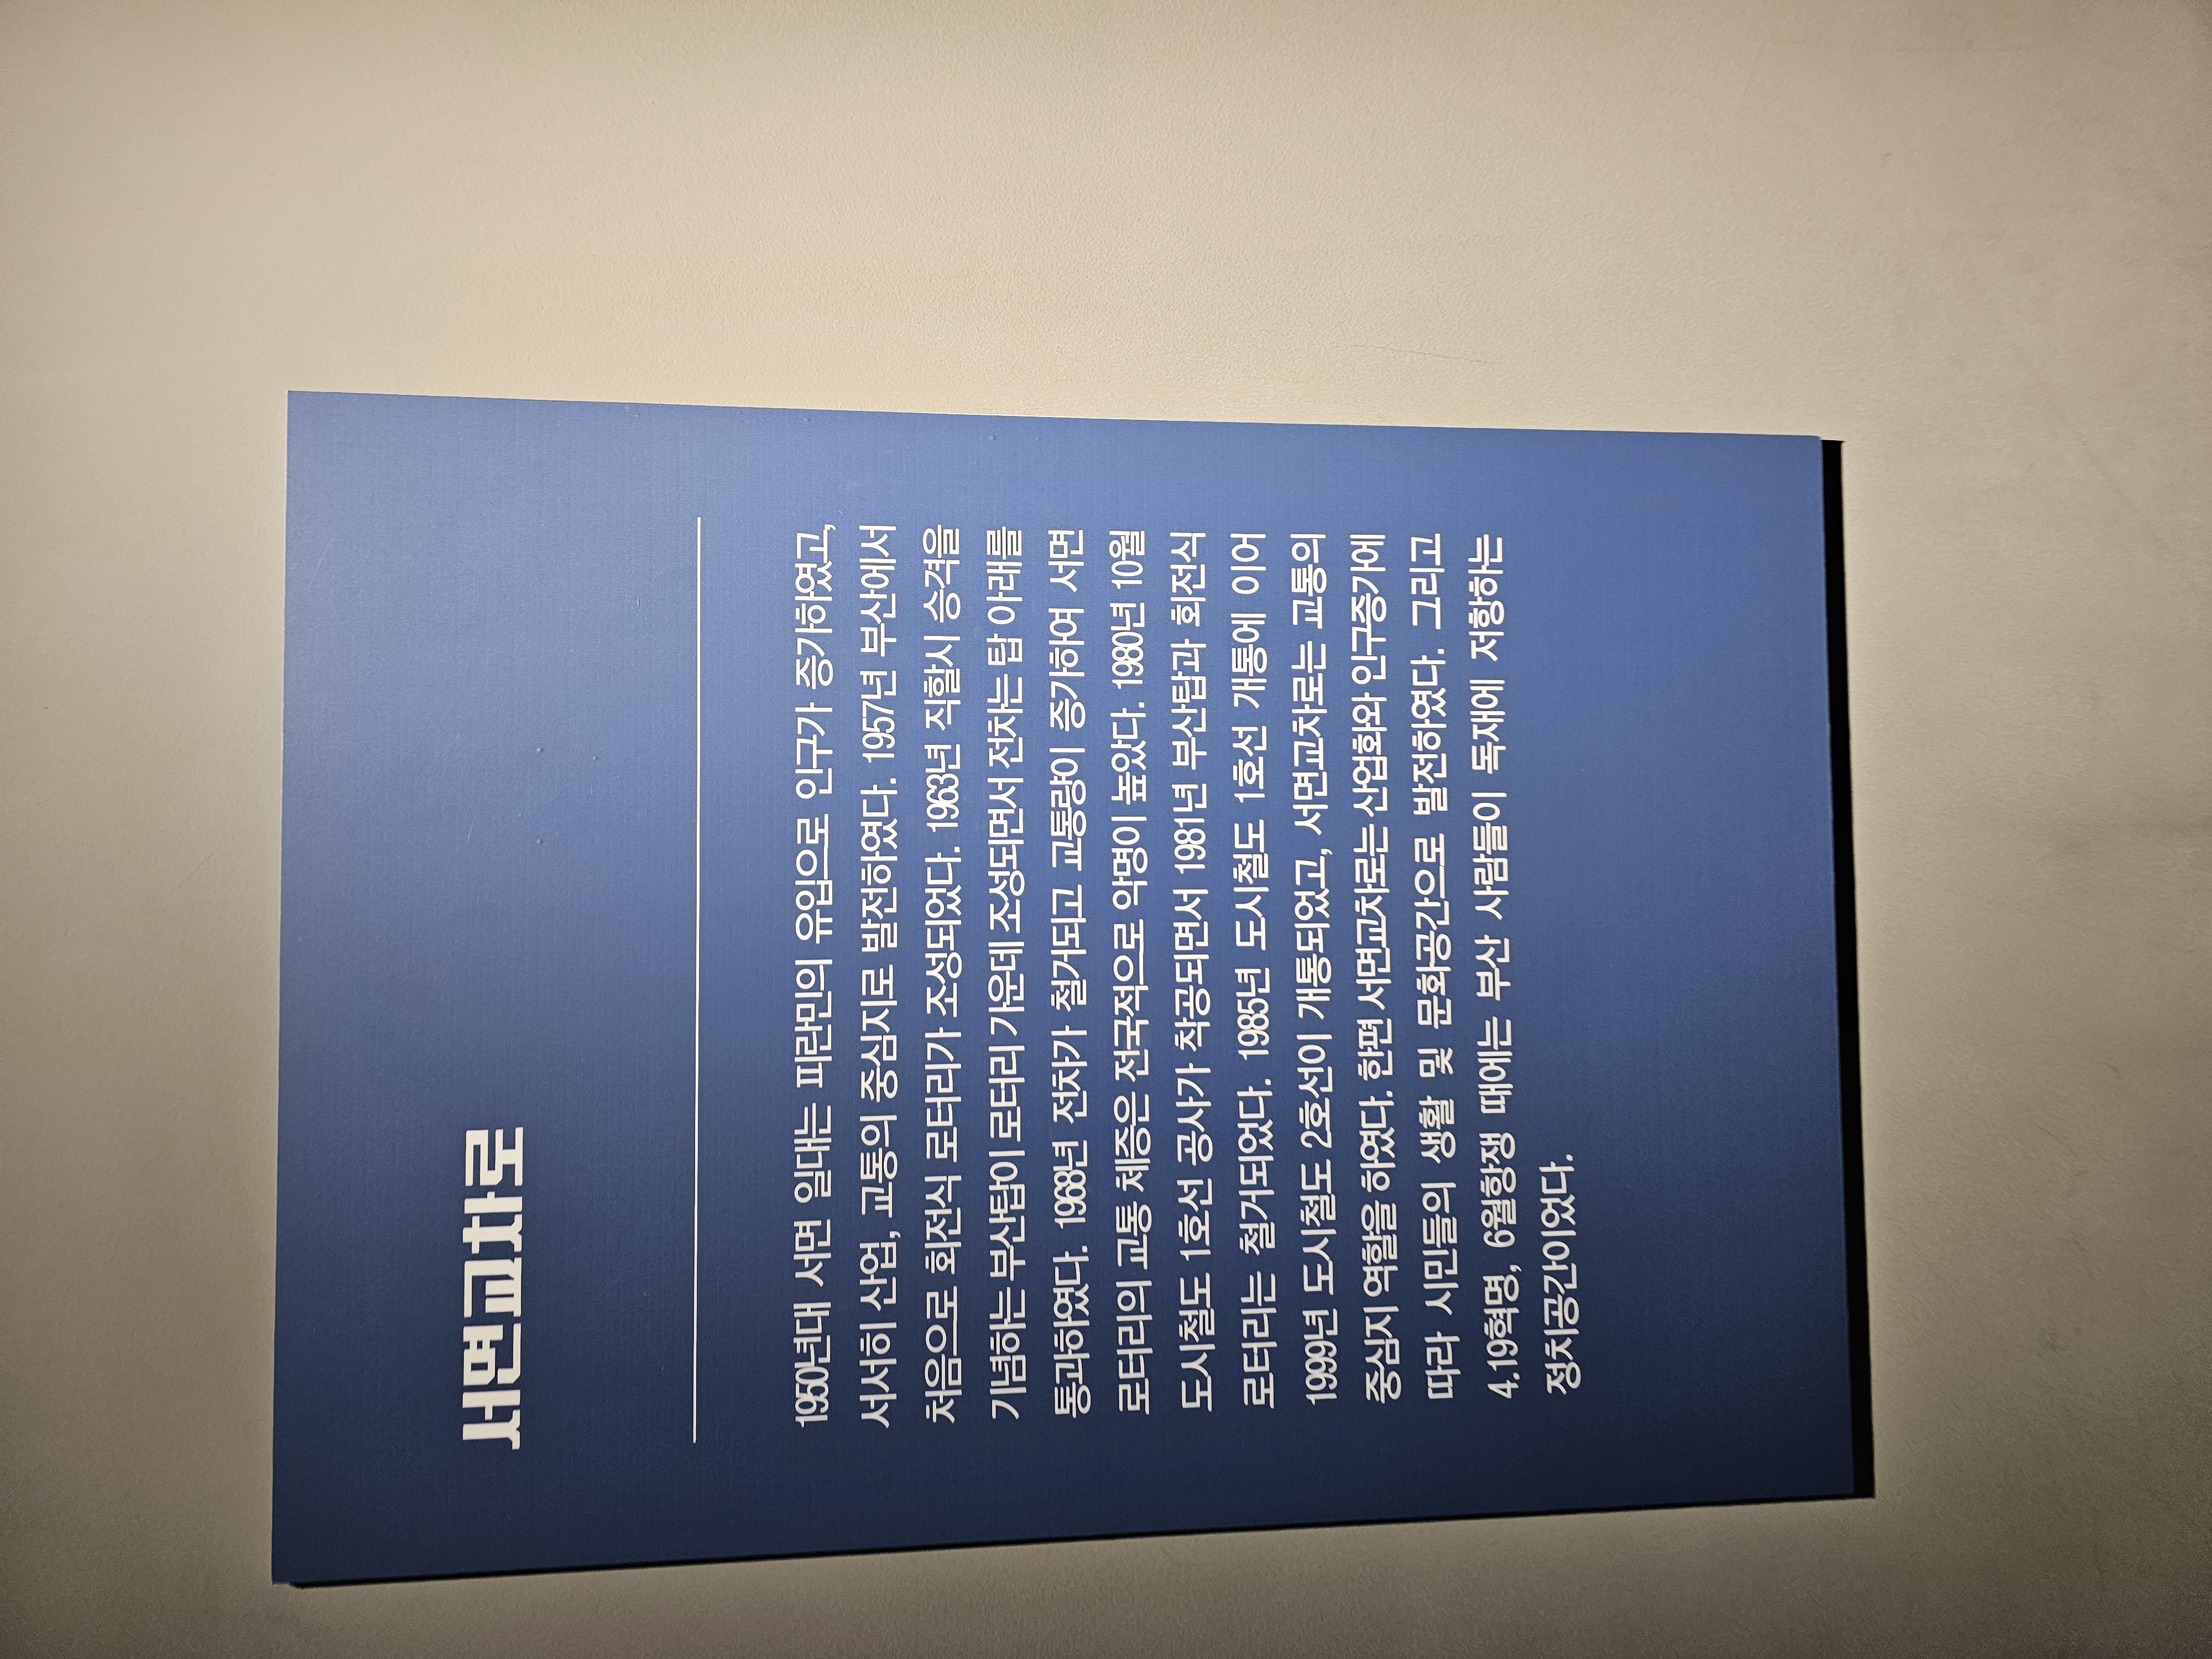 서면교차로
1950년대 서면 일대는 피란민의 유입으로 인구가 증가하였고,
서서히 산업, 교통의 중심지로 발전하였다. 1957년 부산에서
처음으로 회전식 로터리가 조성되었다. 1963년 직할시 승격을
기념하는 부산탑이 로터리 가운데 조성되면서 전차는 탑 아래를
통과하였다. 1968년 전차가 철거되고 교통량이 증가하여 서면
로터리의 교통 체증은 전국적으로 악명이 높았다. 1980년 10월
도시철도 1호선 공사가 착공되면서 1981년 부산탑과 회전식
로터리는 철거되었다. 1985년 도시철도 1호선 개통에 이어
1999년 도시철도 2호선이 개통되었고, 서면교차로는 교통의
중심지 역할을 하였다. 한편 서면교차로는 산업화와 인구증가에
따라 시민들의 생활 및 문화공간으로 발전하였다. 그리고
4.19혁명, 6월항쟁 때에는 부산 사람들이 독재에 저항하는
정치공간이었다.